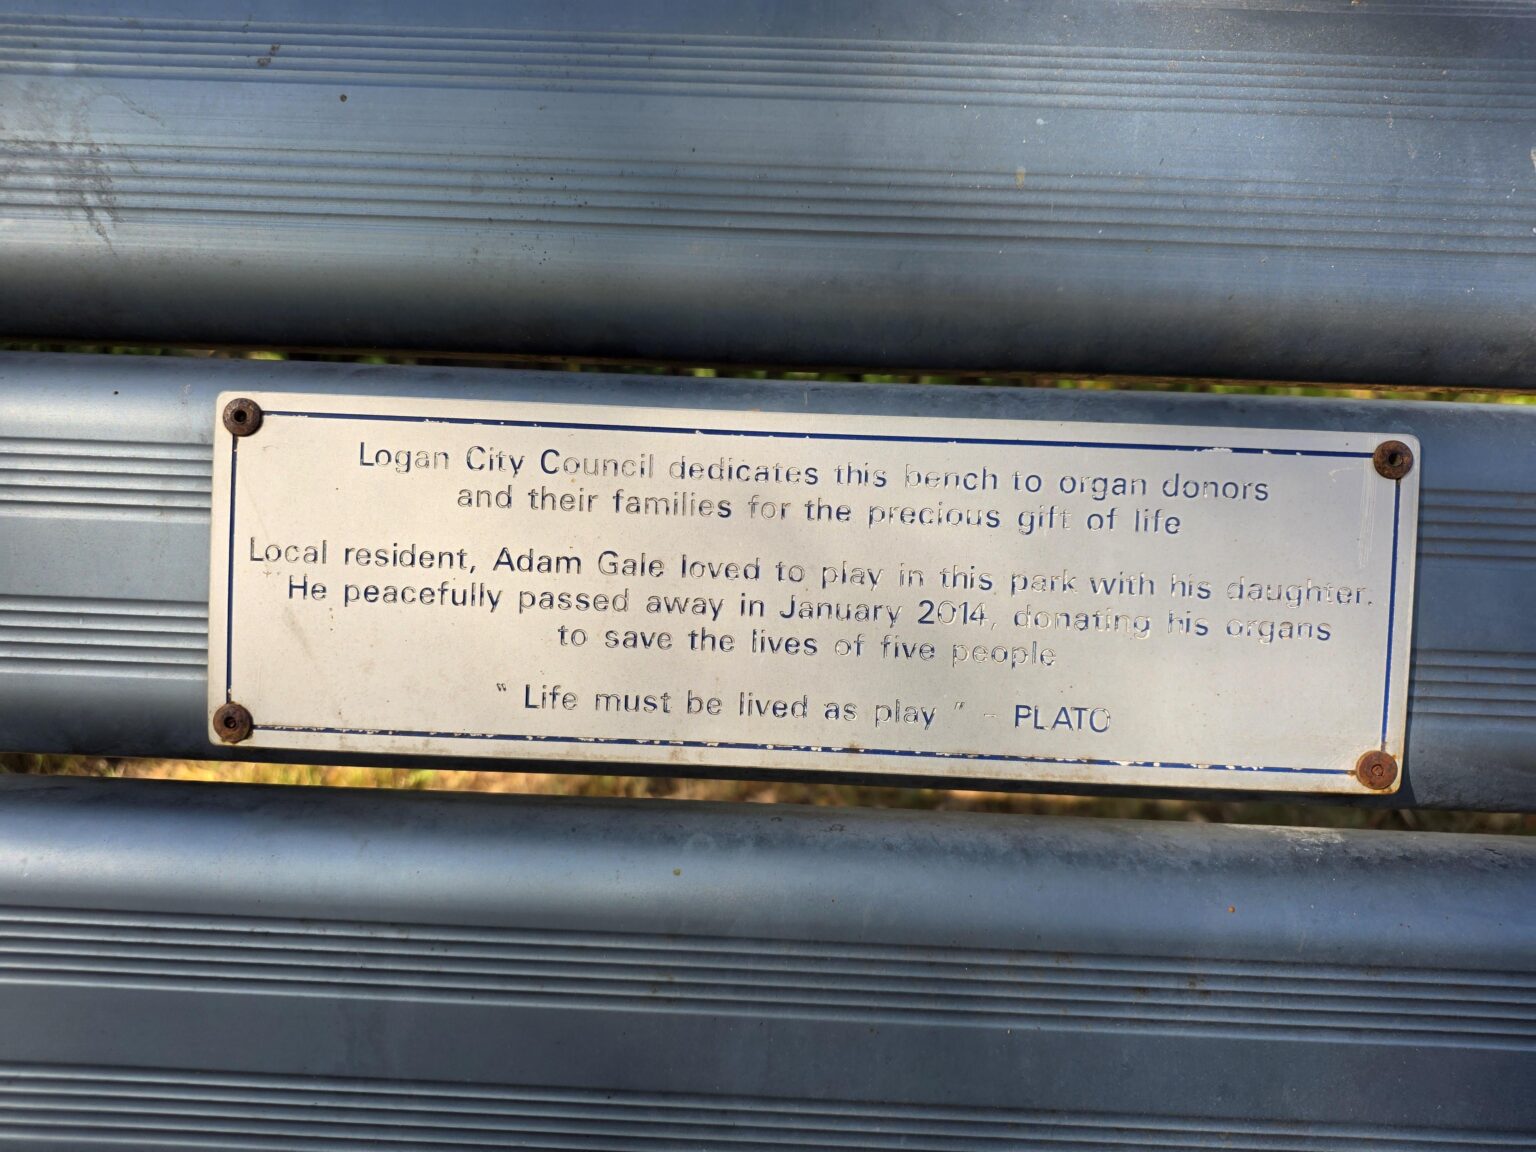 Logan City Council dedicates this bench to organ donors
and their families for the precious gift of life
Local resident, Adam Gale loved to play in this park with his daughter.
He peacefully passed away in January 2014, donating his organs
to save the lives of five people
" Life must be lived as play " - PLATO